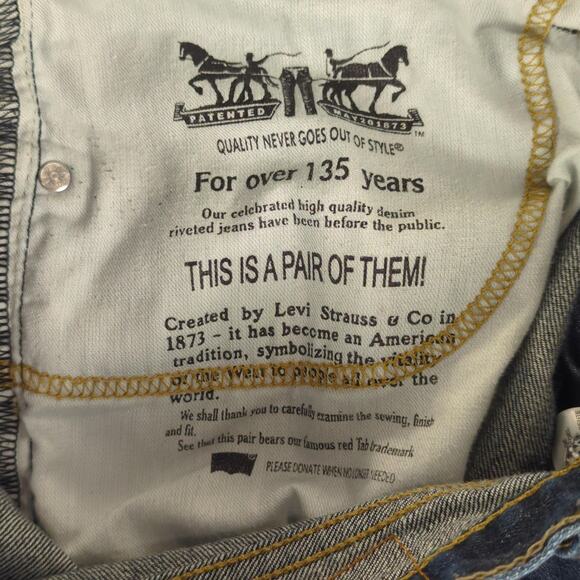 PATENTED MAY 20 1873 ™
QUALITY NEVER GOES OUT OF STYLE®
For over 135 years
Our celebrated high quality denim
riveted jeans have been before the public.
THIS IS A PAIR OF THEM!
Created by Levi Strauss & Co in
1873 - it has become an American
tradition, symbolizing the vitality
of the West to people all over the
world.
We shall thank you to carefully examine the sewing, finish
and fit.
See that this pair bears our famous red Tab trademark
PLEASE DONATE WHEN NO LONGER NEEDED